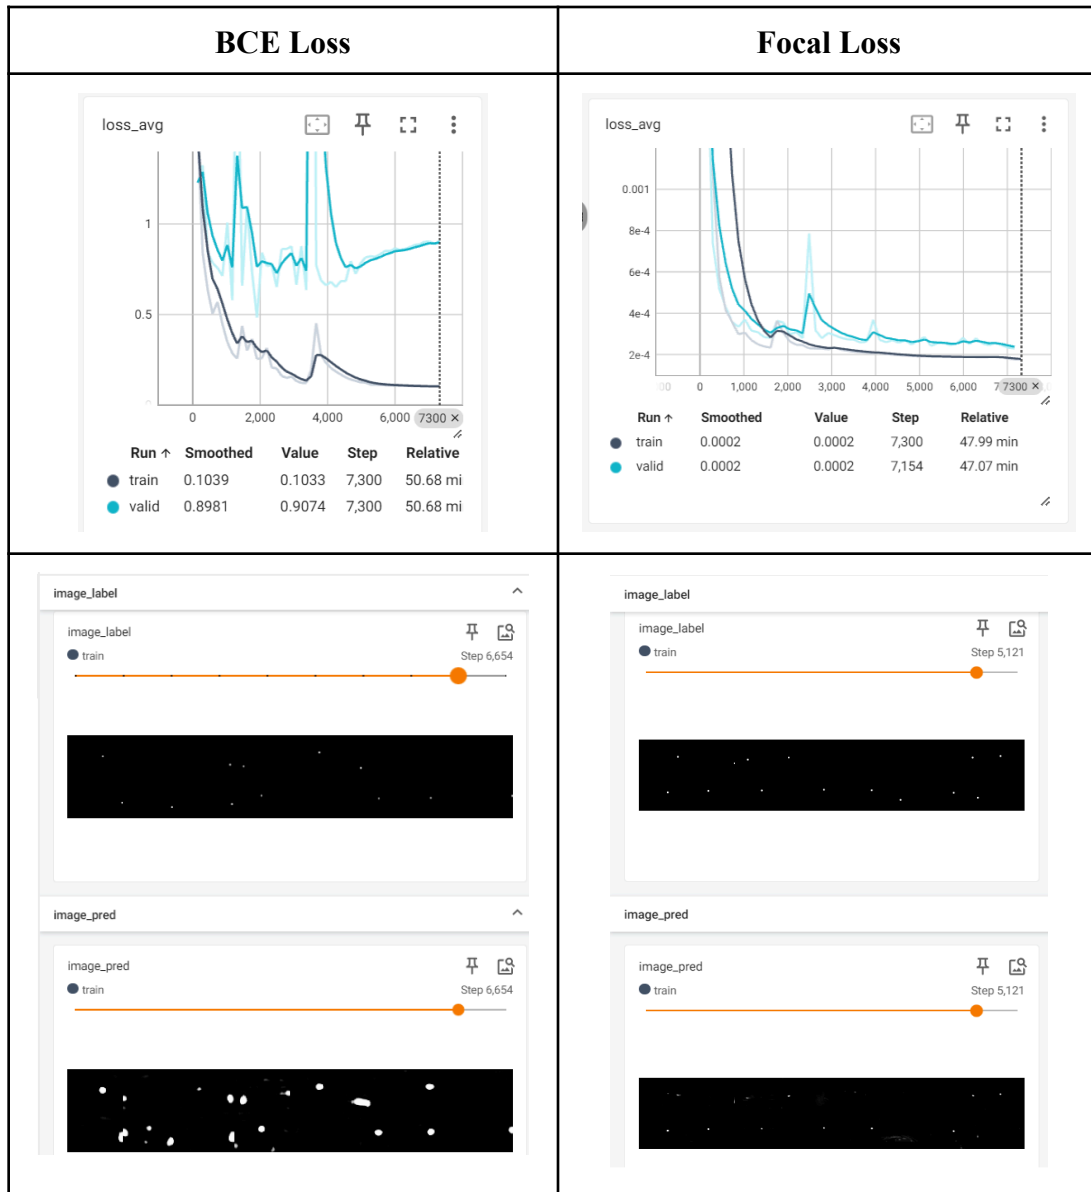 BCE Loss
Focal Loss
loss_avg
1
0.5
0
0
2,000
4,000
6,000
7300 ×
Run ↑ Smoothed Value Step Relative
train 0.1039 0.1033 7,300 50.68 mi
valid 0.8981 0.9074 7,300 50.68 mi
loss_avg
0.001
8e-4
6e-4
4e-4
2e-4
00
0
1,000
2,000
3,000
4,000
5,000
6,000
7
7300 ×
0
Run ↑ Smoothed Value Step Relative
train 0.0002 0.0002 7,300 47.99 min
valid 0.0002 0.0002 7,154 47.07 min
image_label
image_label
train Step 6,654
image_pred
image_pred
train Step 6,654
image_label
image_label
train Step 5,121
image_pred
image_pred
train Step 5,121